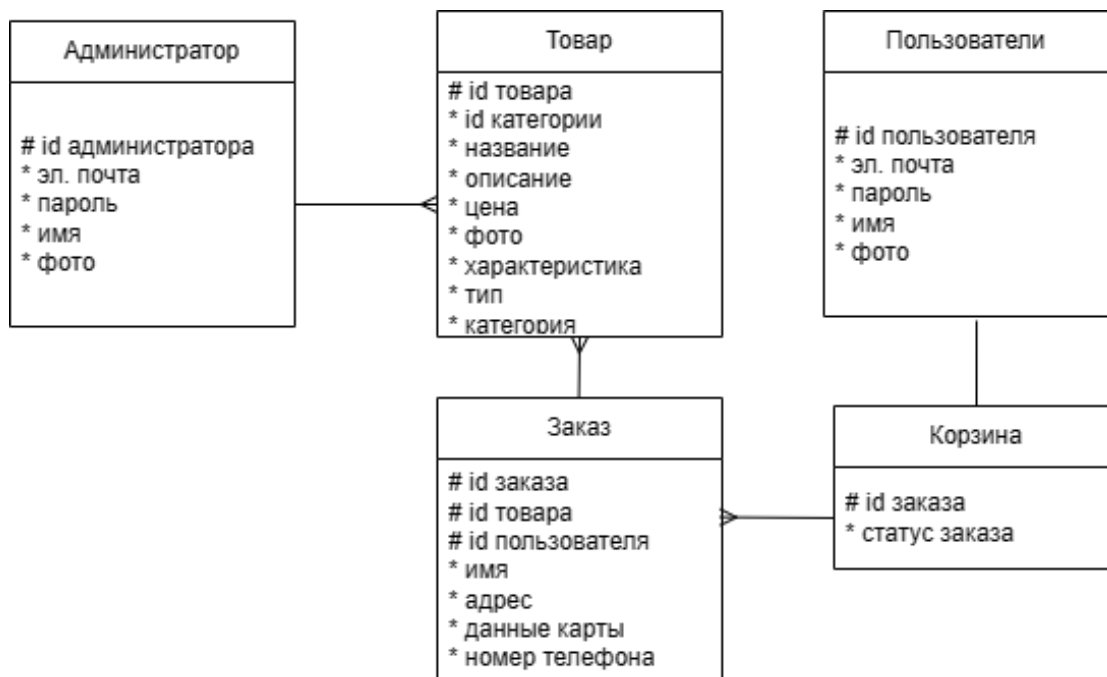 Администратор
# id администратора
* эл. почта
* пароль
* имя
* фото
Товар
# id товара
* id категории
* название
* описание
* цена
* фото
* характеристика
* тип
* категория
Пользователи
# id пользователя
* эл. почта
* пароль
* имя
* фото
Заказ
# id заказа
# id товара
# id пользователя
* имя
* адрес
* данные карты
* номер телефона
Корзина
# id заказа
* статус заказа